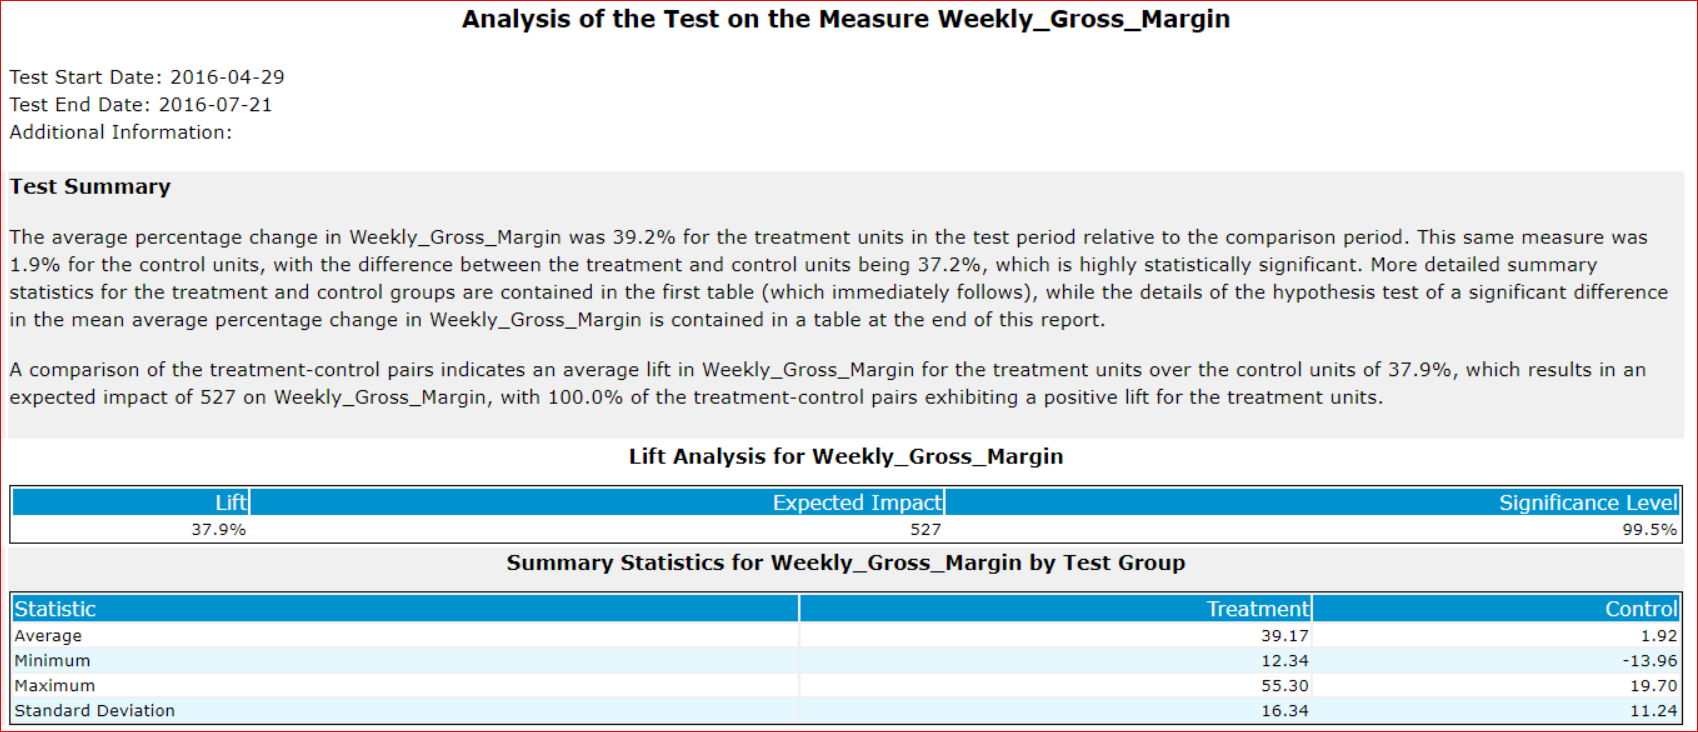 Analysis of the Test on the Measure Weekly_Gross_Margin
Test Start Date: 2016-04-29
Test End Date: 2016-07-21
Additional Information:
Test Summary
The average percentage change in Weekly_Gross_Margin was 39.2% for the treatment units in the test period relative to the comparison period. This same measure was
1.9% for the control units, with the difference between the treatment and control units being 37.2%, which is highly statistically significant. More detailed summary
statistics for the treatment and control groups are contained in the first table (which immediately follows), while the details of the hypothesis test of a significant difference
in the mean average percentage change in Weekly_Gross_Margin is contained in a table at the end of this report.
A comparison of the treatment-control pairs indicates an average lift in Weekly_Gross_Margin for the treatment units over the control units of 37.9%, which results in an
expected impact of 527 on Weekly_Gross_Margin, with 100.0% of the treatment-control pairs exhibiting a positive lift for the treatment units.
Lift Analysis for Weekly_Gross_Margin
Lift Expected Impact Significance Level
37.9% 527 99.5%
Summary Statistics for Weekly_Gross_Margin by Test Group
Statistic Treatment Control
Average 39.17 1.92
Minimum 12.34 -13.96
Maximum 55.30 19.70
Standard Deviation 16.34 11.24